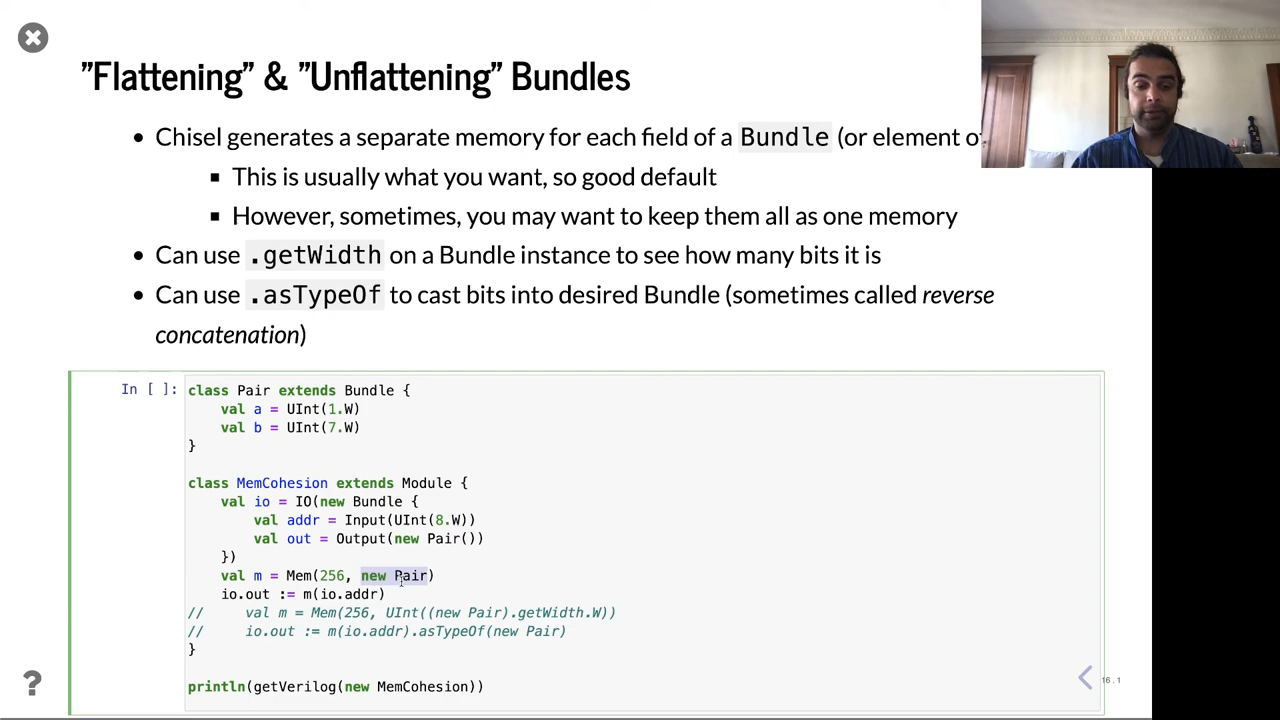 "Flattening" & "Unflattening" Bundles
• Chisel generates a separate memory for each field of a Bundle (or element o
▪ This is usually what you want, so good default
▪ However, sometimes, you may want to keep them all as one memory
• Can use .getWidth on a Bundle instance to see how many bits it is
• Can use .asTypeOf to cast bits into desired Bundle (sometimes called reverse
concatenation)
In [ ]: class Pair extends Bundle {
    val a = UInt(1.W)
    val b = UInt(7.W)
}
class MemCohesion extends Module {
    val io = IO(new Bundle {
        val addr = Input(UInt(8.W))
        val out = Output(new Pair())
    })
    val m = Mem(256, new Pair)
    io.out := m(io.addr)
//     val m = Mem(256, UInt((new Pair).getWidth.W))
//     io.out := m(io.addr).asTypeOf(new Pair)
}
println(getVerilog(new MemCohesion))
?
16.1